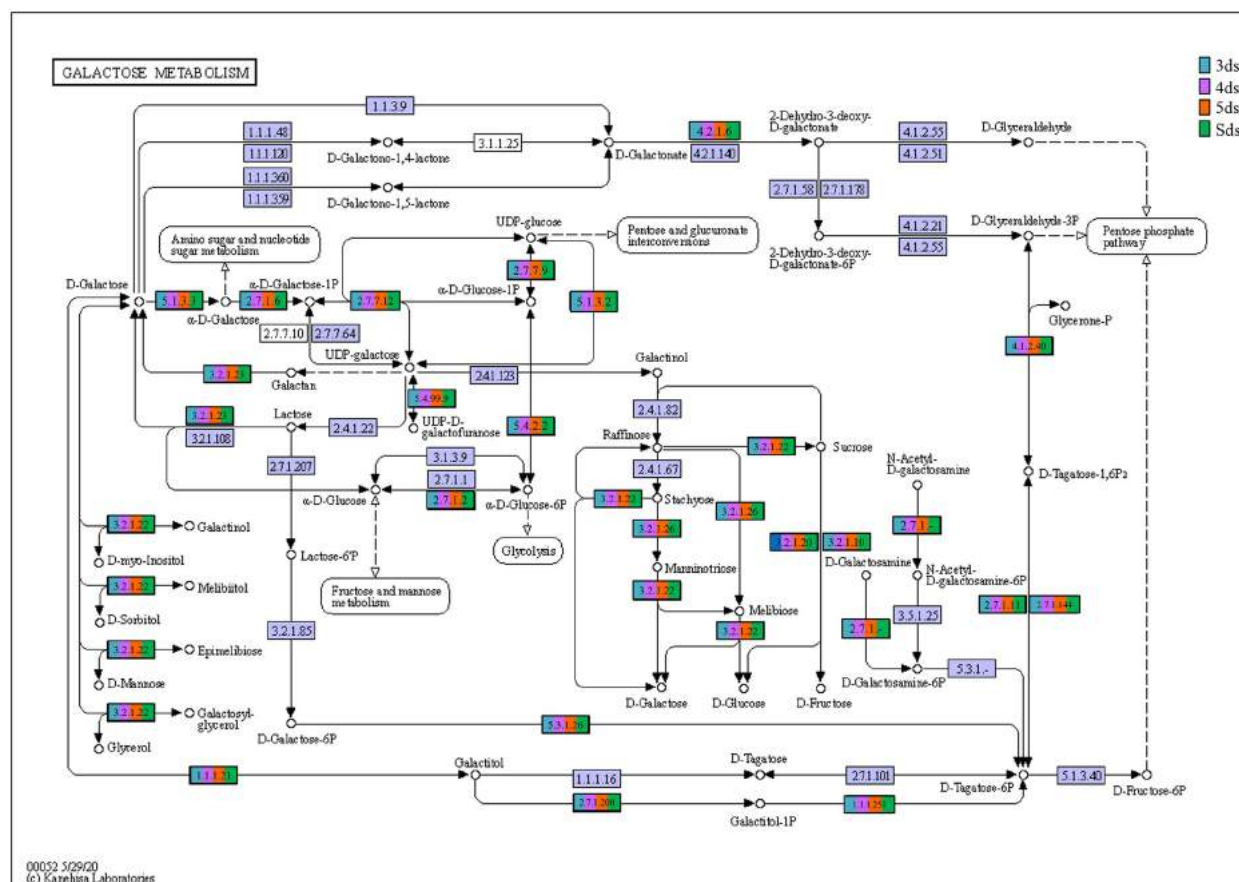 GALACTOSE METABOLISM
3ds
4ds
5ds
Sds
1.1.3.9
1.1.1.48
1.1.1.120
D-Galactono-1,4-lactone
3.1.1.25
D-Galactonate
4.2.1.6
4.2.1.140
2-Dehydro-3-deoxy-
D-galactonate
4.1.2.55
4.1.2.51
D-Glyceraldehyde
1.1.1.360
1.1.1.359
D-Galactono-1,5-lactone
2.7.1.58
2.7.1.178
UDP-glucose
Pentose and glucuronate
interconversions
Amino sugar and nucleotide
sugar metabolism
4.1.2.21
4.1.2.55
D-Glyceraldehyde-3P
2-Dehydro-3-deoxy-
D-galactonate-6P
Pentose phosphate
pathway
2.7.7.9
D-Galactose
α-D-Galactose-1P
α-D-Glucose-1P
5.1.3.3
2.7.1.6
2.7.7.12
5.1.3.2
α-D-Galactose
Glycerone-P
2.7.7.10
2.7.7.64
4.1.2.40
UDP-galactose
Galactinol
3.2.1.23
Galactan
2.4.1.123
5.4.99.9
2.4.1.82
3.2.1.23
3.2.1.108
Lactose
2.4.1.22
UDP-D-
galactofuranose
5.4.2.2
Raffinose
3.2.1.22
Sucrose
2.7.1.207
3.1.3.9
2.7.1.1
2.7.1.2
2.4.1.67
N-Acetyl-
D-galactosamine
D-Tagatose-1,6P2
α-D-Glucose
α-D-Glucose-6P
3.2.1.22
Stachyose
3.2.1.26
3.2.1.22
Galactinol
3.2.1.26
2.7.1.-
3.2.1.20
Lactose-6'P
Glycolysis
D-myo-Inositol
Manninotriose
D-Galactosamine
N-Acetyl-
D-galactosamine-6P
3.2.1.22
Melibiitol
Fructose and mannose
metabolism
3.2.1.22
Melibiose
2.7.1.11
2.7.1.144
D-Sorbitol
3.5.1.25
3.2.1.85
3.2.1.22
2.7.1.-
3.2.1.22
Epimelibiose
5.3.1.-
D-Mannose
D-Galactose
D-Glucose
D-Fructose
D-Galactosamine-6P
3.2.1.22
Galactosyl-
glycerol
D-Galactose-6P
5.3.1.26
Glycerol
1.1.1.21
Galactitol
1.1.1.16
D-Tagatose
2.7.1.101
D-Tagatose-6P
5.1.3.40
D-Fructose-6P
2.7.1.200
Galactitol-1P
1.1.1.251
00052 5/29/20
(c) Kanehisa Laboratories